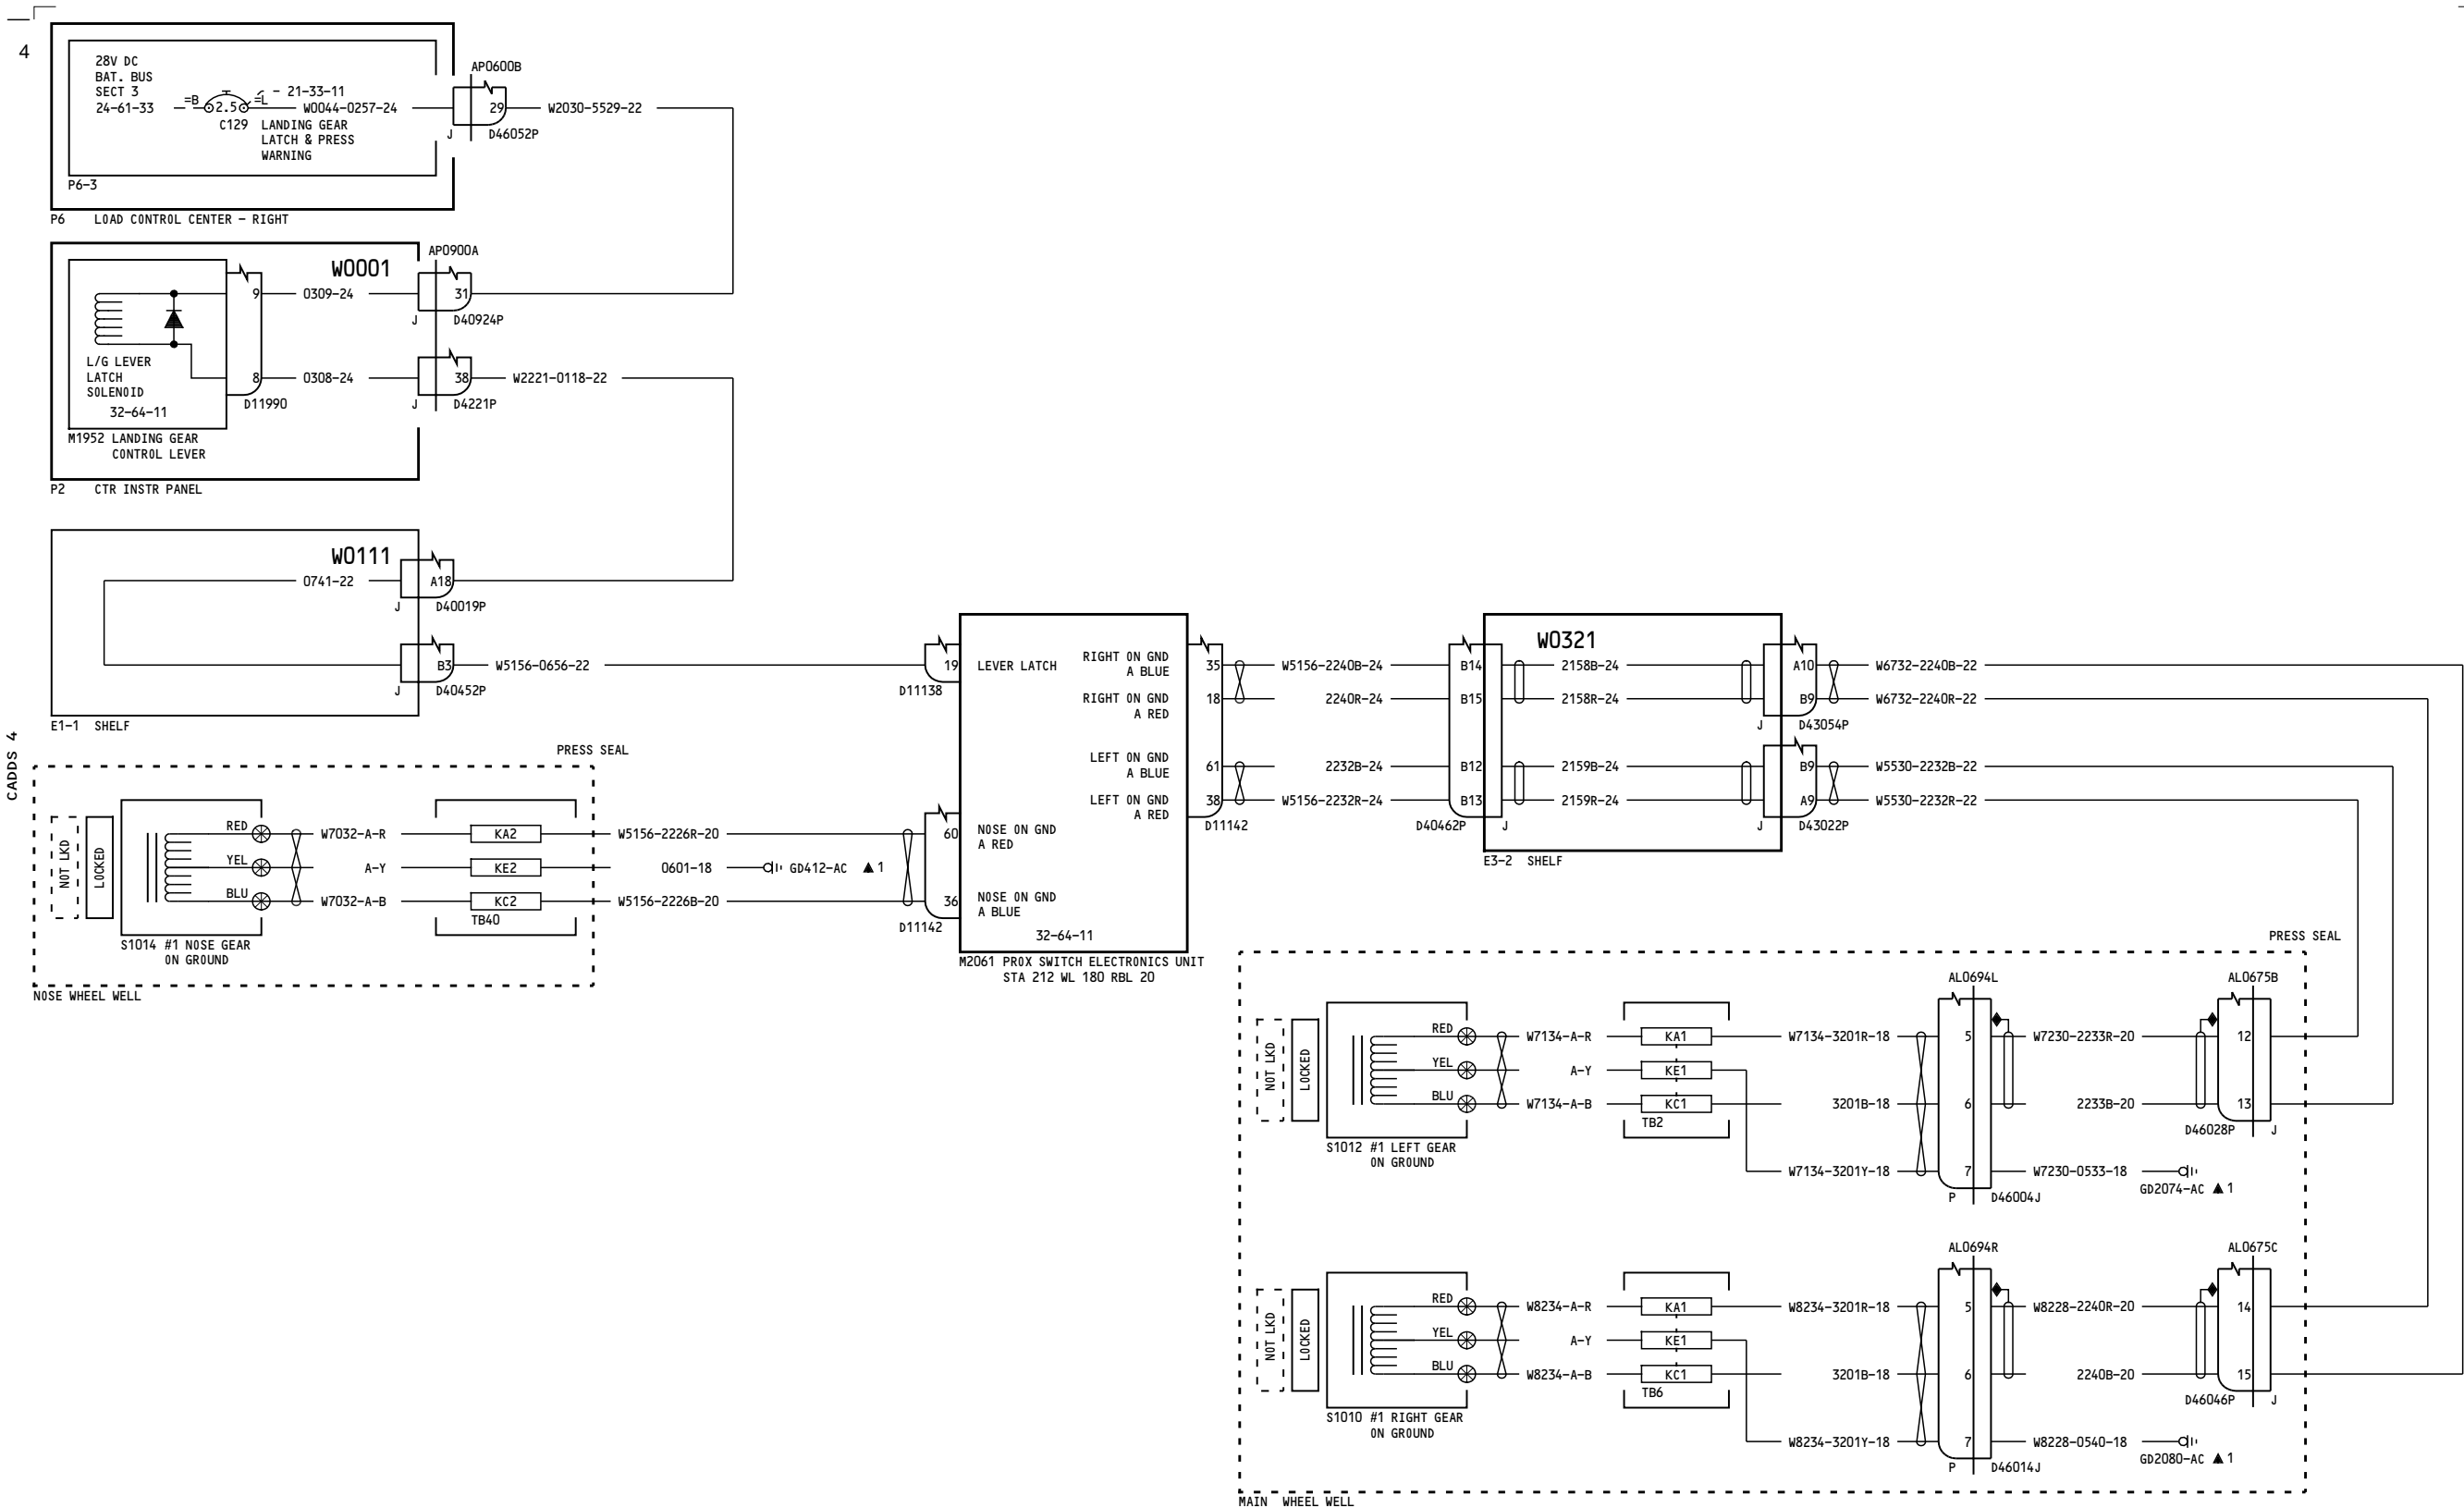 4
28V DC
BAT. BUS
SECT 3
24-61-33
=B
2.5
=L
21-33-11
W0044-0257-24
C129
LANDING GEAR
LATCH & PRESS
WARNING
P6-3
P6 LOAD CONTROL CENTER - RIGHT
AP0600B
29
W2030-5529-22
J
D46052P
W0001
AP0900A
9
0309-24
31
J
D40924P
L/G LEVER
LATCH
SOLENOID
32-64-11
8
0308-24
38
W2221-0118-22
D11990
J
D4221P
M1952 LANDING GEAR
CONTROL LEVER
P2 CTR INSTR PANEL
W0111
0741-22
A18
J
D40019P
B3
W5156-0656-22
J
D40452P
E1-1 SHELF
CADDS 4
19
LEVER LATCH
D11138
RIGHT ON GND
A BLUE
35
W5156-2240B-24
B14
RIGHT ON GND
A RED
18
2240R-24
B15
LEFT ON GND
A BLUE
61
2232B-24
B12
LEFT ON GND
A RED
38
W5156-2232R-24
B13
D11142
D40462P
J
W0321
2158B-24
A10
W6732-2240B-22
2158R-24
B9
W6732-2240R-22
J
D43054P
2159B-24
B9
W5530-2232B-22
2159R-24
A9
W5530-2232R-22
J
D43022P
E3-2 SHELF
PRESS SEAL
NOT LKD
LOCKED
RED
W7032-A-R
KA2
W5156-2226R-20
60
NOSE ON GND
A RED
YEL
A-Y
KE2
0601-18
GD412-AC ▲ 1
BLU
W7032-A-B
KC2
W5156-2226B-20
36
NOSE ON GND
A BLUE
TB40
D11142
32-64-11
S1014 #1 NOSE GEAR
ON GROUND
NOSE WHEEL WELL
M2061 PROX SWITCH ELECTRONICS UNIT
STA 212 WL 180 RBL 20
PRESS SEAL
AL0694L
AL0675B
NOT LKD
LOCKED
RED
W7134-A-R
KA1
W7134-3201R-18
5
W7230-2233R-20
12
YEL
A-Y
KE1
BLU
W7134-A-B
KC1
3201B-18
6
2233B-20
13
TB2
D46028P
J
S1012 #1 LEFT GEAR
ON GROUND
W7134-3201Y-18
7
W7230-0533-18
GD2074-AC ▲ 1
P
D46004J
AL0694R
AL0675C
NOT LKD
LOCKED
RED
W8234-A-R
KA1
W8234-3201R-18
5
W8228-2240R-20
14
YEL
A-Y
KE1
BLU
W8234-A-B
KC1
3201B-18
6
2240B-20
15
TB6
D46046P
J
S1010 #1 RIGHT GEAR
ON GROUND
W8234-3201Y-18
7
W8228-0540-18
GD2080-AC ▲ 1
P
D46014J
MAIN WHEEL WELL